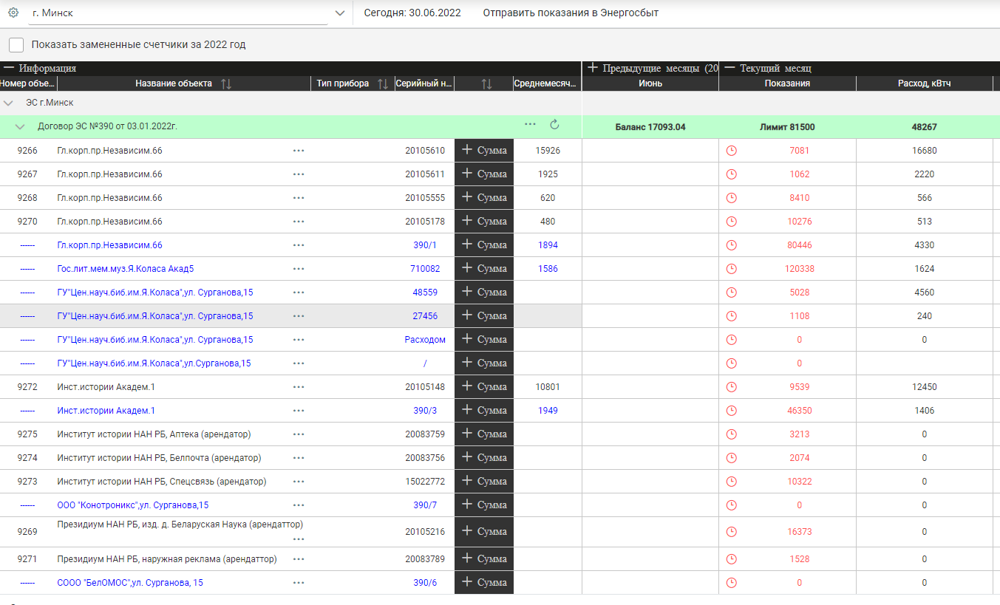 г. Минск Сегодня: 30.06.2022 Отправить показания в Энергосбыт
Показать замененные счетчики за 2022 год
Информация Предыдущие месяцы (20 Текущий месяц
Номер объе... Название объекта Тип прибора Серийный н... Среднемесяч... Июнь Показания Расход, кВтч
ЭС г.Минск
Договор ЭС №390 от 03.01.2022г. ... Баланс 17093.04 Лимит 81500 48267
9266 Гл.корп.пр.Независим.66 ... 20105610 + Сумма 15926 7081 16680
9267 Гл.корп.пр.Независим.66 ... 20105611 + Сумма 1925 1062 2220
9268 Гл.корп.пр.Независим.66 ... 20105555 + Сумма 620 8410 566
9270 Гл.корп.пр.Независим.66 ... 20105178 + Сумма 480 10276 513
------ Гл.корп.пр.Независим.66 ... 390/1 + Сумма 1894 80446 4330
------ Гос.лит.мем.муз.Я.Коласа Акад5 ... 710082 + Сумма 1586 120338 1624
------ ГУ"Цен.науч.биб.им.Я.Коласа",ул. Сурганова,15 ... 48559 + Сумма 5028 4560
------ ГУ"Цен.науч.биб.им.Я.Коласа",ул. Сурганова,15 ... 27456 + Сумма 1108 240
------ ГУ"Цен.науч.биб.им.Я.Коласа",ул. Сурганова,15 ... Расходом + Сумма 0 0
------ ГУ"Цен.науч.биб.им.Я.Коласа",ул.Сурганова,15 ... / + Сумма 0
9272 Инст.истории Академ.1 ... 20105148 + Сумма 10801 9539 12450
------ Инст.истории Академ.1 ... 390/3 + Сумма 1949 46350 1406
9275 Институт истории НАН РБ, Аптека (арендатор) ... 20083759 + Сумма 3213 0
9274 Институт истории НАН РБ, Белпочта (арендатор) ... 20083756 + Сумма 2074 0
9273 Институт истории НАН РБ, Спецсвязь (арендатор) ... 15022772 + Сумма 10322 0
------ ООО "Конотроникс",ул. Сурганова,15 ... 390/7 + Сумма 0 0
9269 Президиум НАН РБ, изд. д. Беларуская Наука (арендаттор) ... 20105216 + Сумма 16373 0
9271 Президиум НАН РБ, наружная реклама (арендаттор) ... 20083789 + Сумма 1528 0
------ СООО "БелОМОС",ул. Сурганова, 15 ... 390/6 + Сумма 0 0